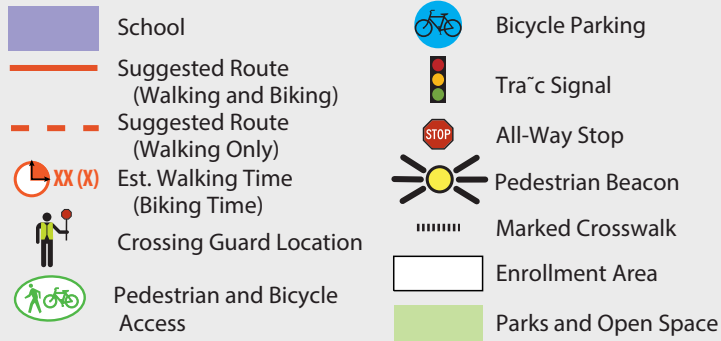 School
Suggested Route
(Walking and Biking)
Suggested Route
(Walking Only)
XX (X) Est. Walking Time
(Biking Time)
Crossing Guard Location
Pedestrian and Bicycle
Access
Bicycle Parking
Tra˜c Signal
STOP All-Way Stop
Pedestrian Beacon
Marked Crosswalk
Enrollment Area
Parks and Open Space